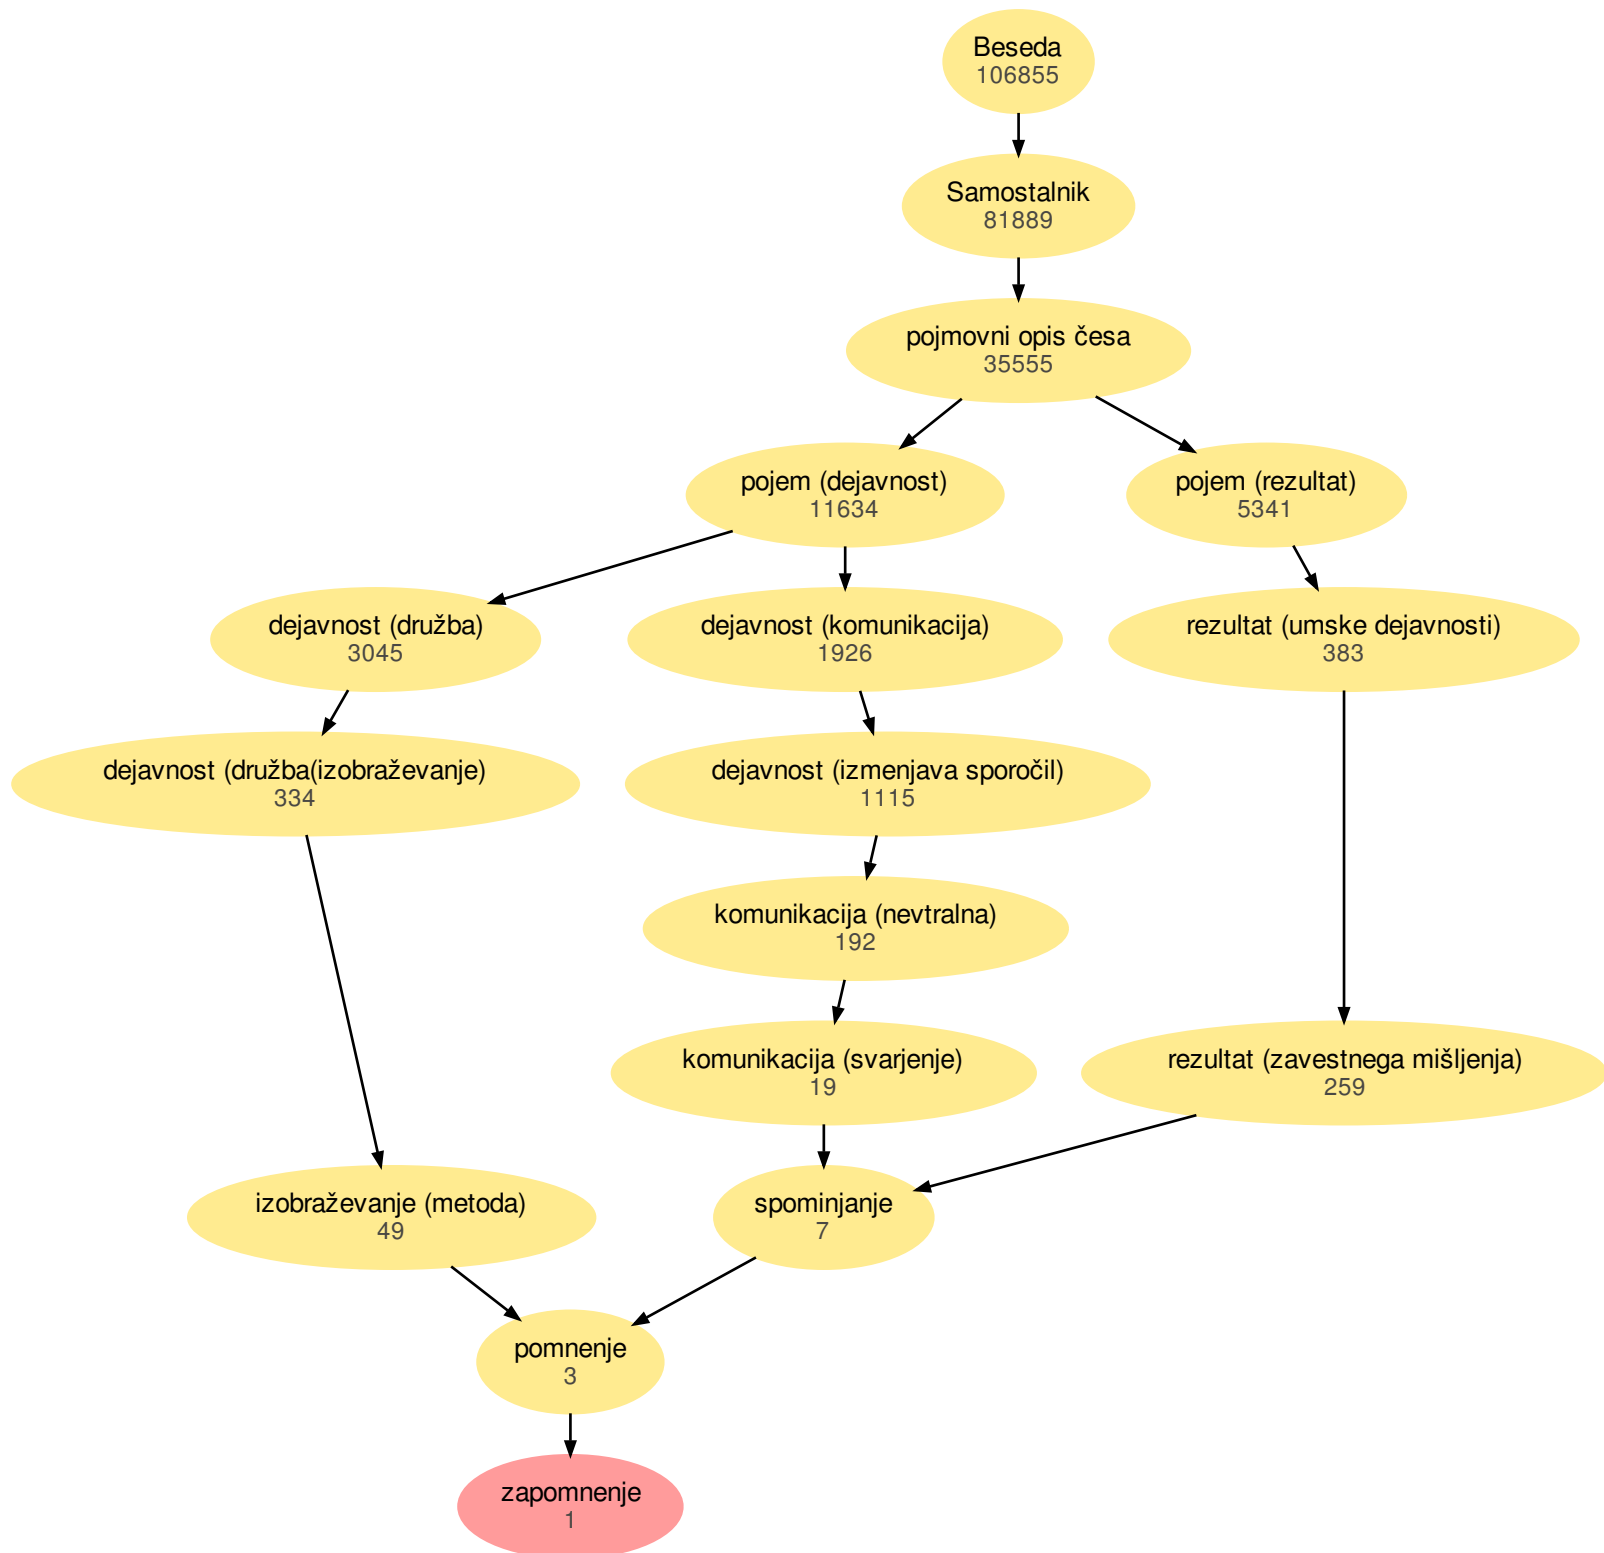 Beseda
106855
Samostalnik
81889
pojmovni opis česa
35555
pojem (dejavnost)
11634
pojem (rezultat)
5341
dejavnost (družba)
3045
dejavnost (komunikacija)
1926
rezultat (umske dejavnosti)
383
dejavnost (družba(izobraževanje)
334
dejavnost (izmenjava sporočil)
1115
komunikacija (nevtralna)
192
komunikacija (svarjenje)
19
rezultat (zavestnega mišljenja)
259
izobraževanje (metoda)
49
spominjanje
7
pomnenje
3
zapomnenje
1